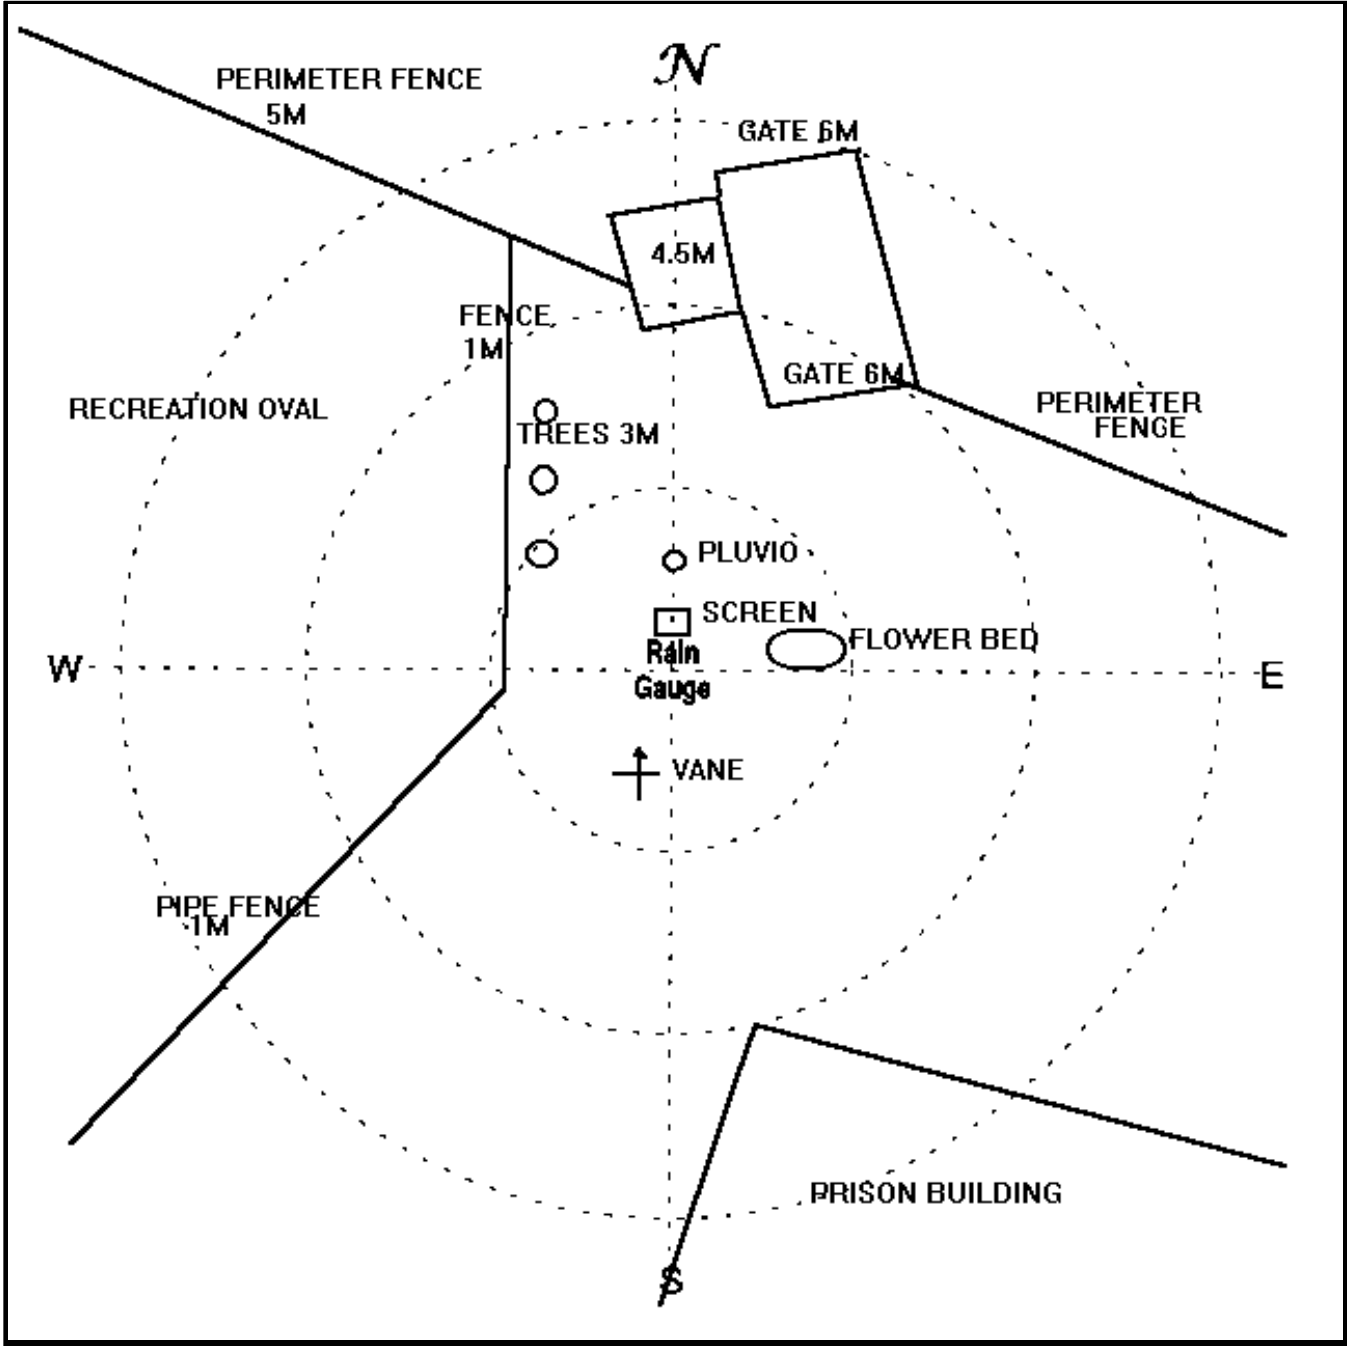 N
PERIMETER FENCE
5M
GATE 6M
4.5M
FENCE
1M
GATE 6M
RECREATION OVAL
PERIMETER
FENCE
TREES 3M
PLUVIO
SCREEN
Rain
Gauge
FLOWER BED
W
E
VANE
PIPE FENCE
1M
PRISON BUILDING
S